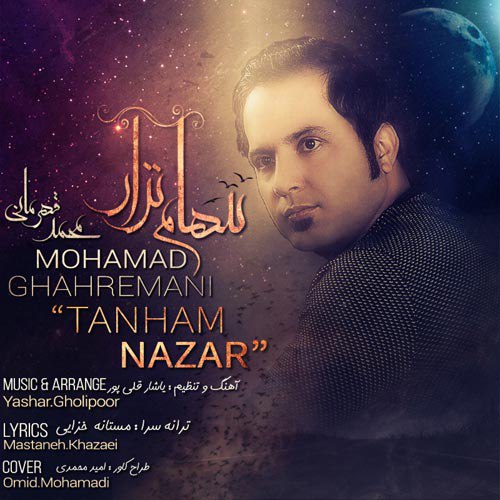 تنهام نزار
محمد قهرمانی
MOHAMAD
GHAHREMANI
“TANHAM
NAZAR”
MUSIC & ARRANGE آهنگ و تنظیم : یاشار قلی پور
Yashar.Gholipoor
LYRICS ترانه سرا : مستانه خزایی
Mastaneh.Khazaei
COVER طراح کاور : امید محمدی
Omid.Mohamadi